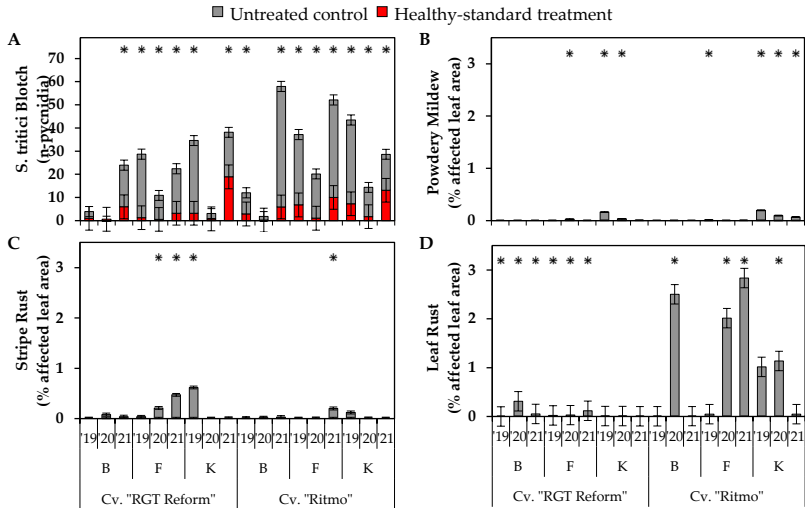 Untreated control Healthy-standard treatment
A
S. tritici Blotch
(n pycnidia)
70
60
50
40
30
20
10
0
* * * * * * * * * * * * * *
B
Powdery Mildew
(% affected leaf area)
3
2
1
0
* * * * * * *
C
Stripe Rust
(% affected leaf area)
3
2
1
0
* * * *
'19 '20 '21 '19 '20 '21 '19 '20 '21 '19 '20 '21 '19 '20 '21 '19 '20 '21
B F K B F K
Cv. "RGT Reform" Cv. "Ritmo"
D
Leaf Rust
(% affected leaf area)
3
2
1
0
* * * * * * * * * *
'19 '20 '21 '19 '20 '21 '19 '20 '21 '19 '20 '21 '19 '20 '21 '19 '20 '21
B F K B F K
Cv. "RGT Reform" Cv. "Ritmo"